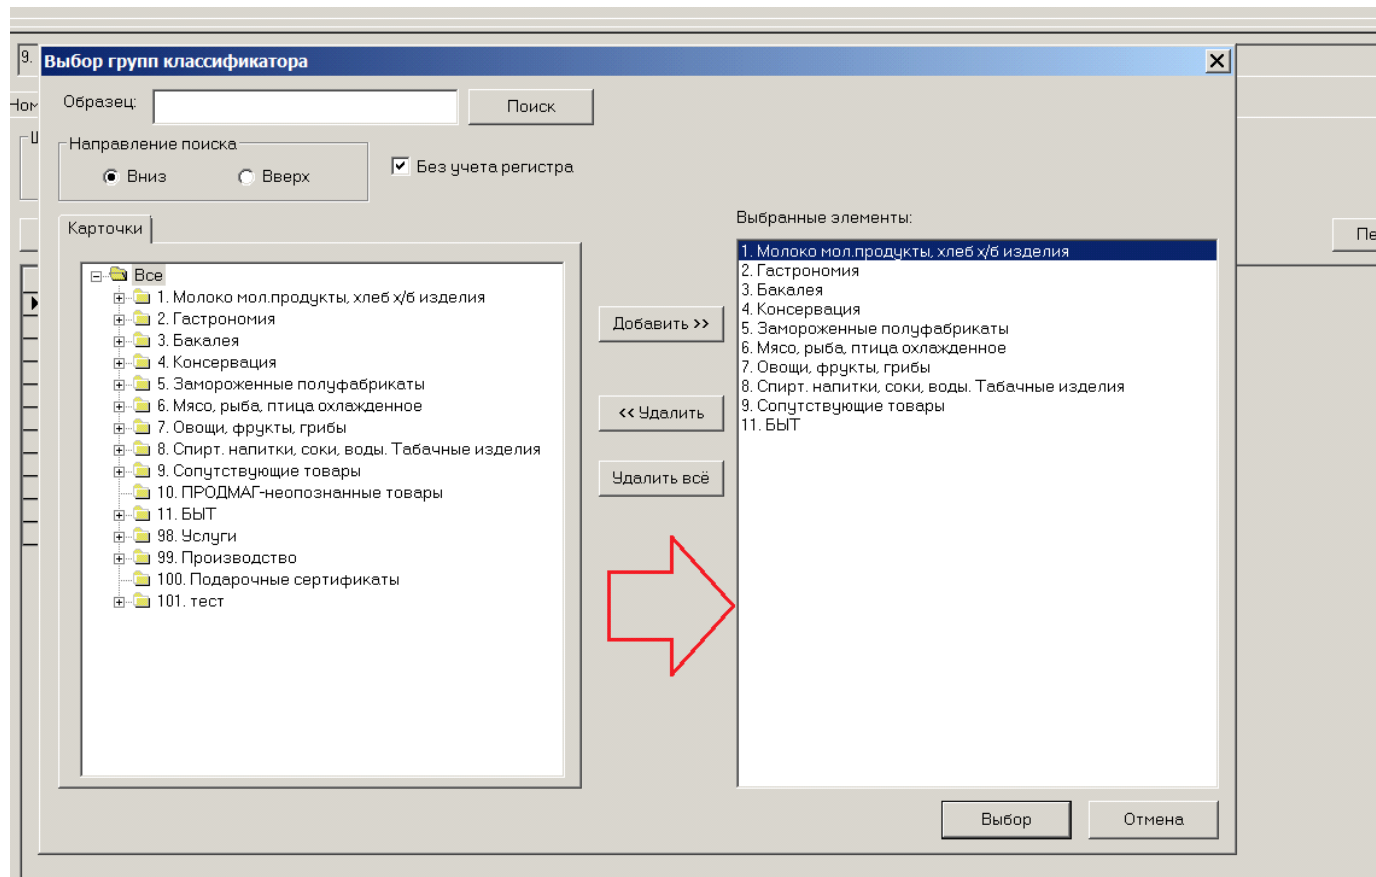 9.
Выбор групп классификатора
Образец:
Поиск
Направление поиска
Вниз
Вверх
Без учета регистра
Карточки
Все
1. Молоко мол.продукты, хлеб х/б изделия
2. Гастрономия
3. Бакалея
4. Консервация
5. Замороженные полуфабрикаты
6. Мясо, рыба, птица охлажденное
7. Овощи, фрукты, грибы
8. Спирт. напитки, соки, воды. Табачные изделия
9. Сопутствующие товары
10. ПРОДМАГ-неопознанные товары
11. БЫТ
98. Услуги
99. Производство
100. Подарочные сертификаты
101. тест
Добавить >>
<< Удалить
Удалить всё
Выбранные элементы:
1. Молоко мол.продукты, хлеб х/б изделия
2. Гастрономия
3. Бакалея
4. Консервация
5. Замороженные полуфабрикаты
6. Мясо, рыба, птица охлажденное
7. Овощи, фрукты, грибы
8. Спирт. напитки, соки, воды. Табачные изделия
9. Сопутствующие товары
11. БЫТ
Выбор
Отмена